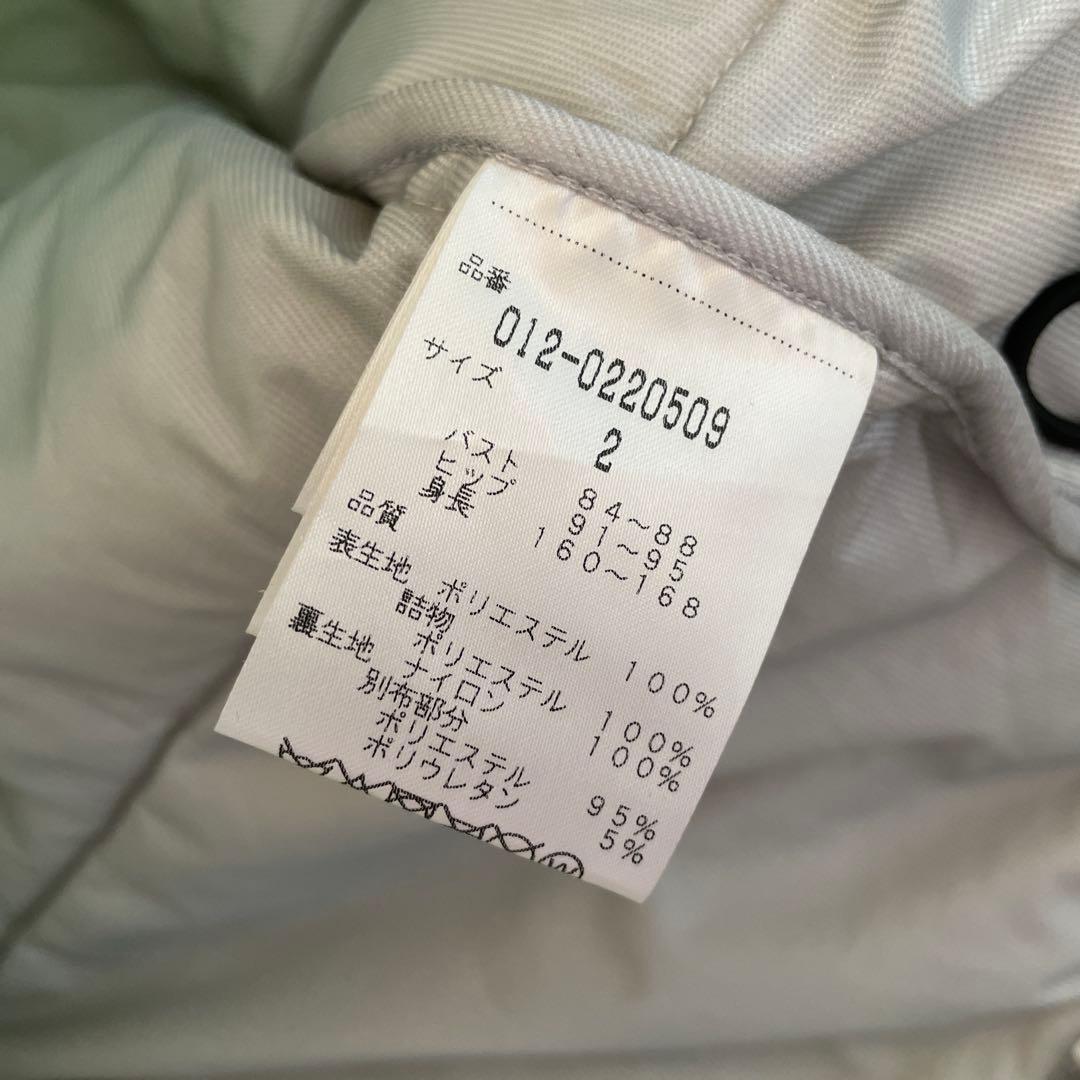 品番
012-0220509
サイズ
2
バスト 84～88
ヒップ 91～95
身長 160～168
品質
表生地
ポリエステル 100%
詰物
ポリエステル 100%
裏生地
ナイロン 100%
別布部分
ポリエステル 95%
ポリウレタン 5%
W